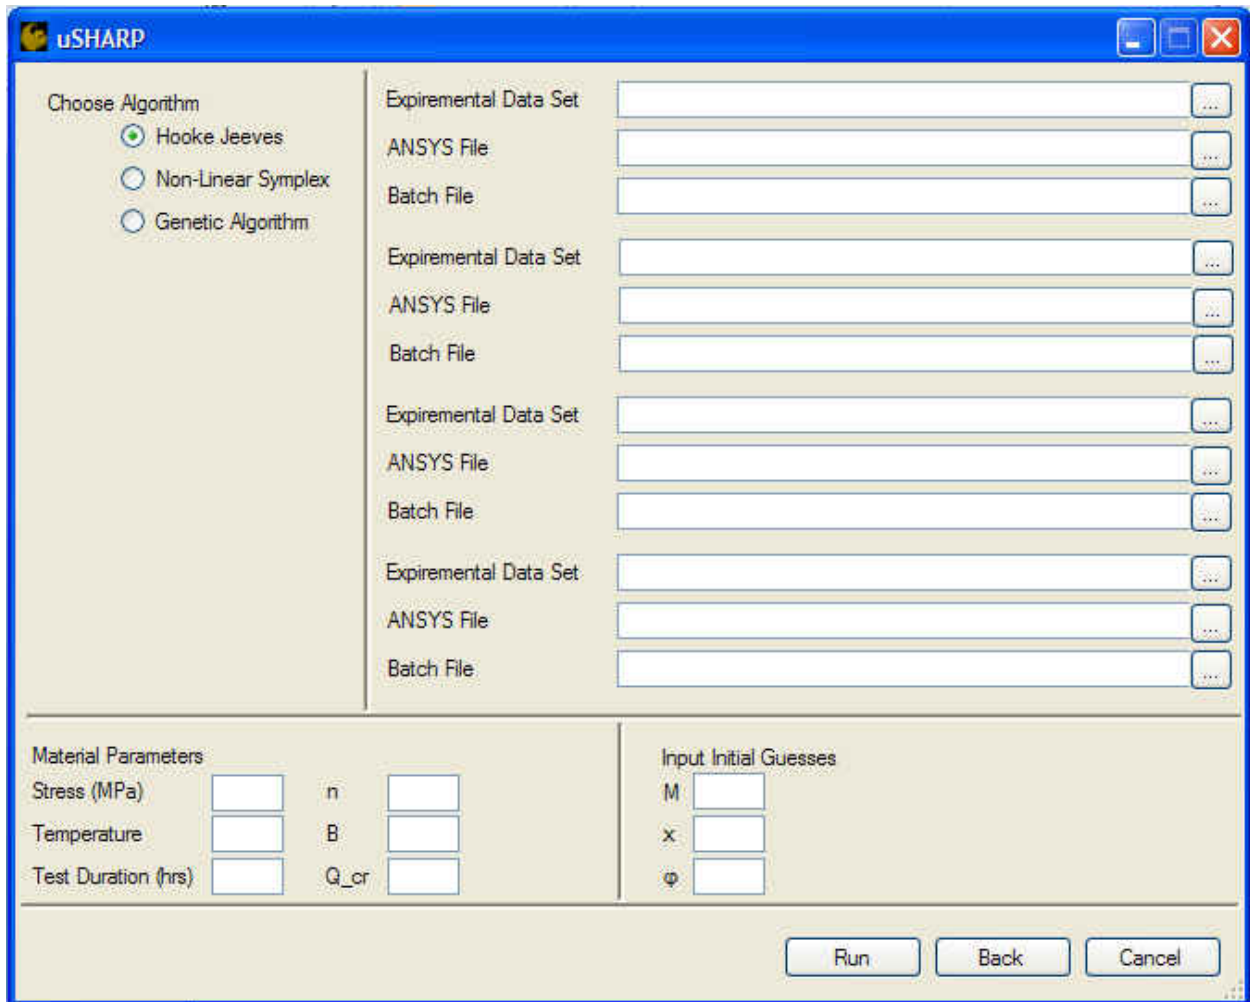 uSHARP
Choose Algorithm
Hooke Jeeves
Non-Linear Symplex
Genetic Algorithm
Expiremental Data Set
...
ANSYS File
...
Batch File
...
Expiremental Data Set
...
ANSYS File
...
Batch File
...
Expiremental Data Set
...
ANSYS File
...
Batch File
...
Expiremental Data Set
...
ANSYS File
...
Batch File
...
Material Parameters
Stress (MPa)
n
Temperature
B
Test Duration (hrs)
Q_cr
Input Initial Guesses
M
x
φ
Run
Back
Cancel